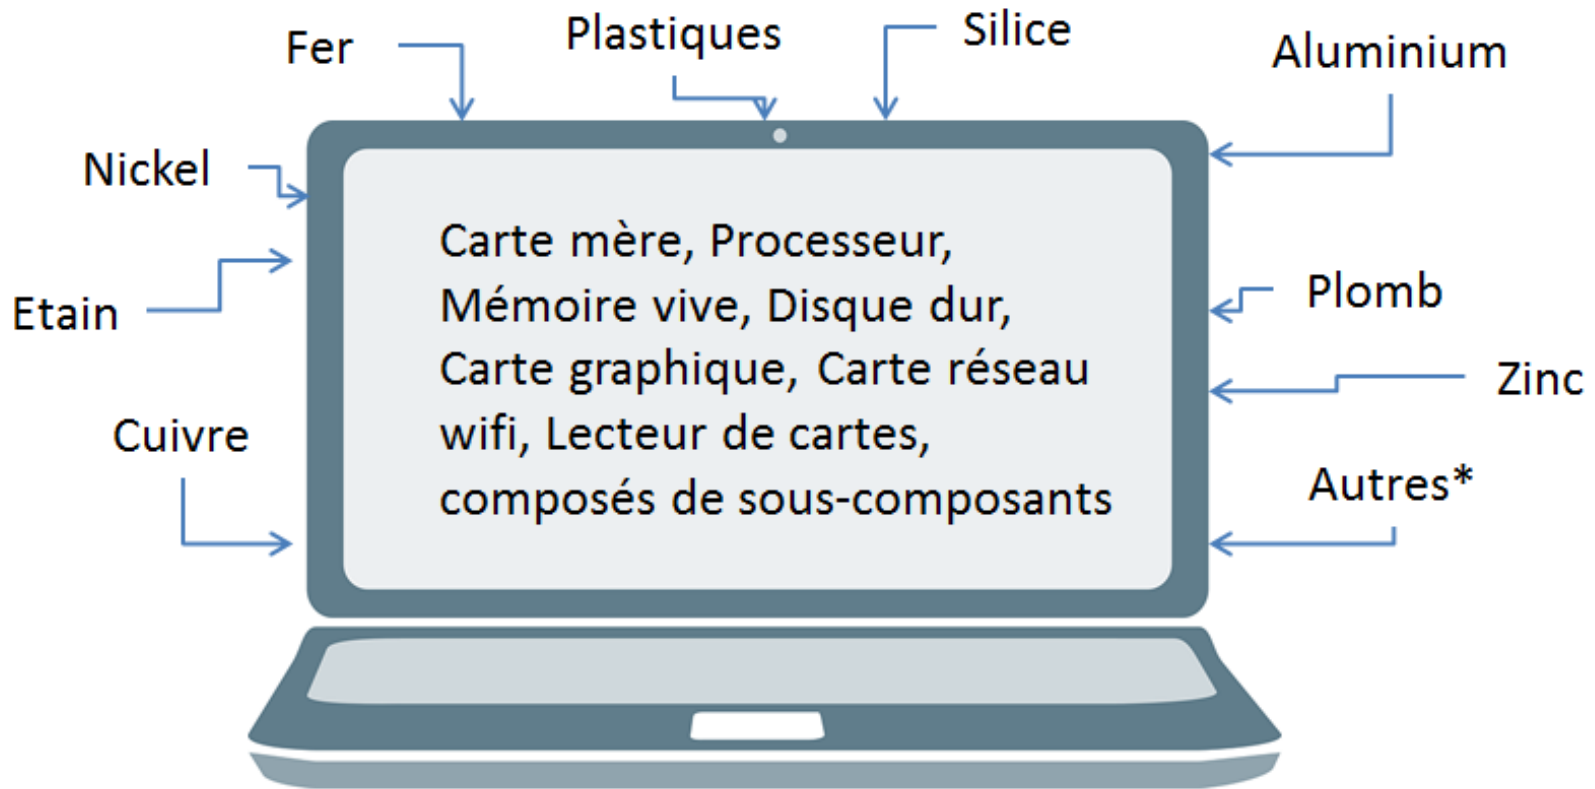 Fer
Plastiques
Silice
Aluminium
Nickel
Etain
Cuivre
Carte mère, Processeur,
Mémoire vive, Disque dur,
Carte graphique, Carte réseau
wifi, Lecteur de cartes,
composés de sous-composants
Plomb
Zinc
Autres*